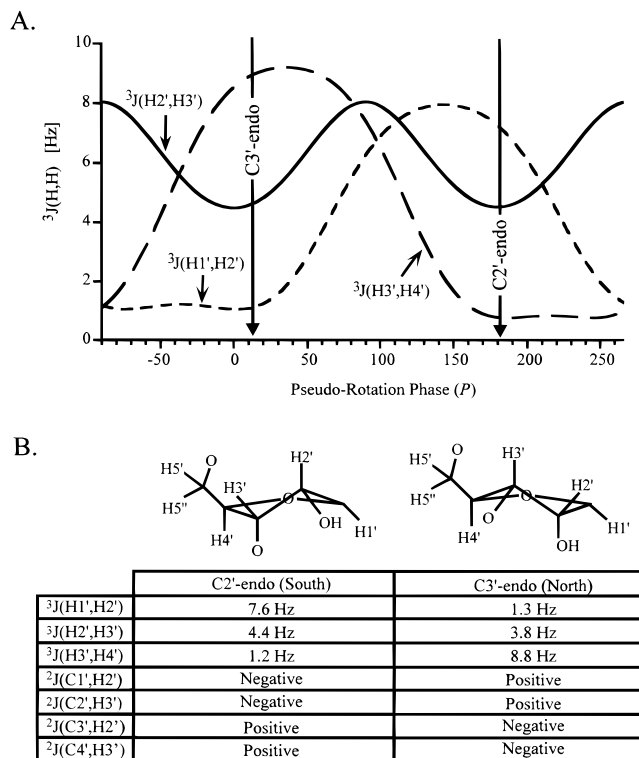 A.
10
8
6
4
2
0
³J(H,H) [Hz]
³J(H2',H3')
C3'-endo
³J(H1',H2')
³J(H3',H4')
C2'-endo
-50 0 50 100 150 200 250
Pseudo-Rotation Phase (P)
B.
H5' O H2'
H5" H3' O
OH H1'
H4' O
H3'
H5' O H2'
H5" O
H4' O H1'
OH
C2'-endo (South) C3'-endo (North)
³J(H1',H2') 7.6 Hz 1.3 Hz
³J(H2',H3') 4.4 Hz 3.8 Hz
³J(H3',H4') 1.2 Hz 8.8 Hz
²J(C1',H2') Negative Positive
²J(C2',H3') Negative Positive
²J(C3',H2’) Positive Negative
²J(C4',H3’) Positive Negative